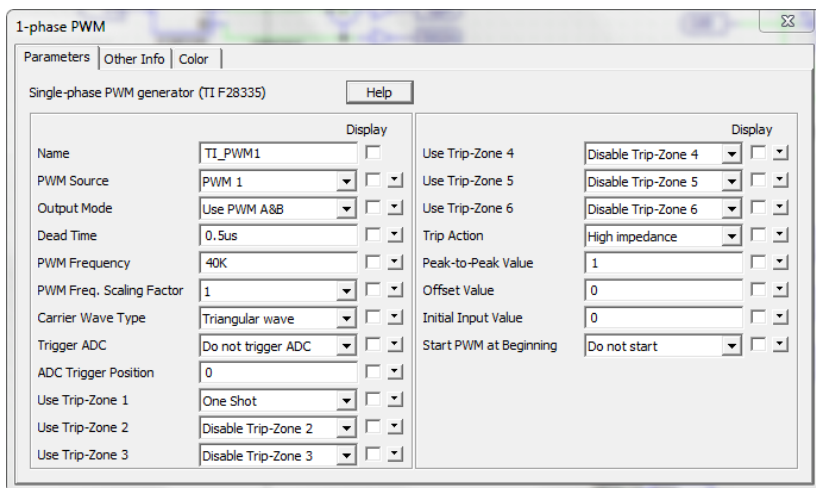 1-phase PWM
Parameters Other Info Color
Single-phase PWM generator (TI F28335) Help
Display
Name TI_PWM1
PWM Source PWM 1
Output Mode Use PWM A&B
Dead Time 0.5us
PWM Frequency 40K
PWM Freq. Scaling Factor 1
Carrier Wave Type Triangular wave
Trigger ADC Do not trigger ADC
ADC Trigger Position 0
Use Trip-Zone 1 One Shot
Use Trip-Zone 2 Disable Trip-Zone 2
Use Trip-Zone 3 Disable Trip-Zone 3
Display
Use Trip-Zone 4 Disable Trip-Zone 4
Use Trip-Zone 5 Disable Trip-Zone 5
Use Trip-Zone 6 Disable Trip-Zone 6
Trip Action High impedance
Peak-to-Peak Value 1
Offset Value 0
Initial Input Value 0
Start PWM at Beginning Do not start